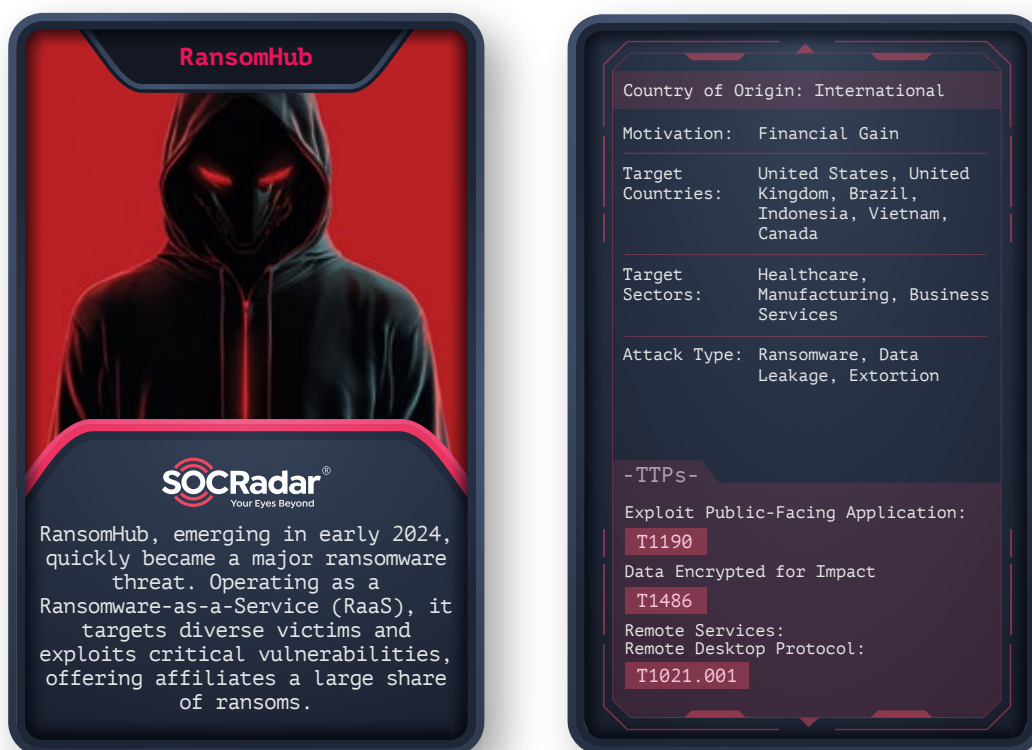 RansomHub
SOCRadar®
Your Eyes Beyond
RansomHub, emerging in early 2024,
quickly became a major ransomware
threat. Operating as a
Ransomware-as-a-Service (RaaS), it
targets diverse victims and
exploits critical vulnerabilities,
offering affiliates a large share
of ransoms.
Country of Origin: International
Motivation: Financial Gain
Target Countries: United States, United
Kingdom, Brazil,
Indonesia, Vietnam,
Canada
Target Sectors: Healthcare,
Manufacturing, Business
Services
Attack Type: Ransomware, Data
Leakage, Extortion
-TTPs-
Exploit Public-Facing Application:
T1190
Data Encrypted for Impact
T1486
Remote Services:
Remote Desktop Protocol:
T1021.001